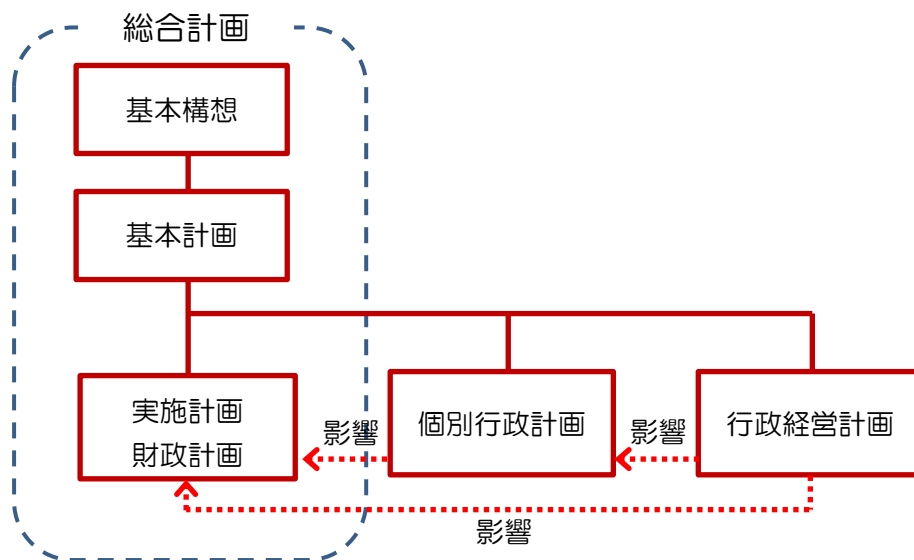 総合計画
基本構想
基本計画
実施計画
財政計画
影響
個別行政計画
影響
行政経営計画
影響